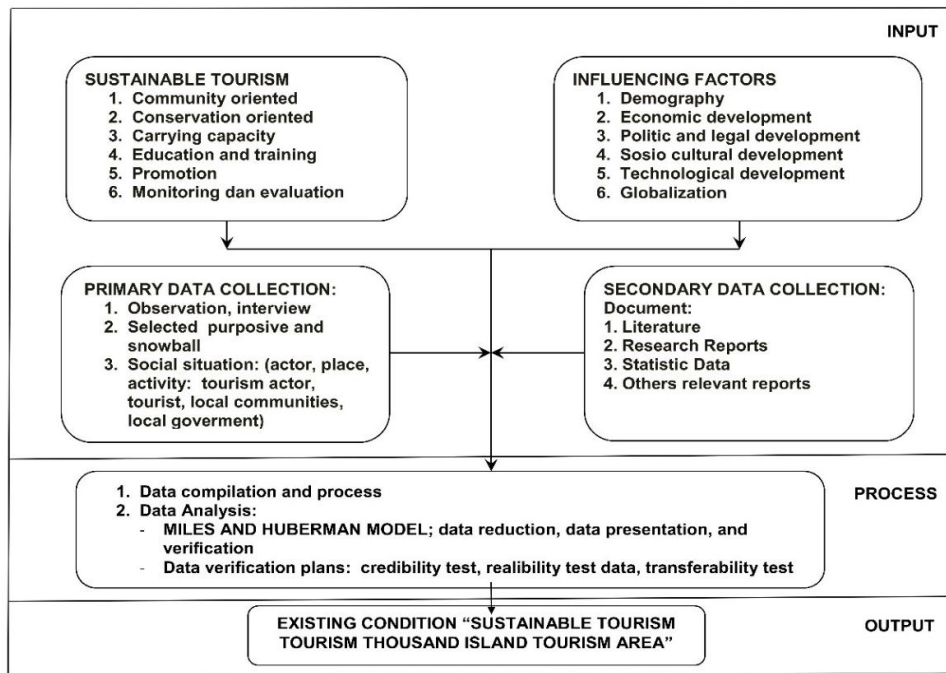 INPUT
SUSTAINABLE TOURISM
1. Community oriented
2. Conservation oriented
3. Carrying capacity
4. Education and training
5. Promotion
6. Monitoring dan evaluation
INFLUENCING FACTORS
1. Demography
2. Economic development
3. Politic and legal development
4. Sosio cultural development
5. Technological development
6. Globalization
PRIMARY DATA COLLECTION:
1. Observation, interview
2. Selected purposive and
snowball
3. Social situation: (actor, place,
activity: tourism actor,
tourist, local communities,
local goverment)
SECONDARY DATA COLLECTION:
Document:
1. Literature
2. Research Reports
3. Statistic Data
4. Others relevant reports
PROCESS
1. Data compilation and process
2. Data Analysis:
- MILES AND HUBERMAN MODEL; data reduction, data presentation, and
verification
- Data verification plans: credibility test, realibility test data, transferability test
OUTPUT
EXISTING CONDITION “SUSTAINABLE TOURISM
TOURISM THOUSAND ISLAND TOURISM AREA”